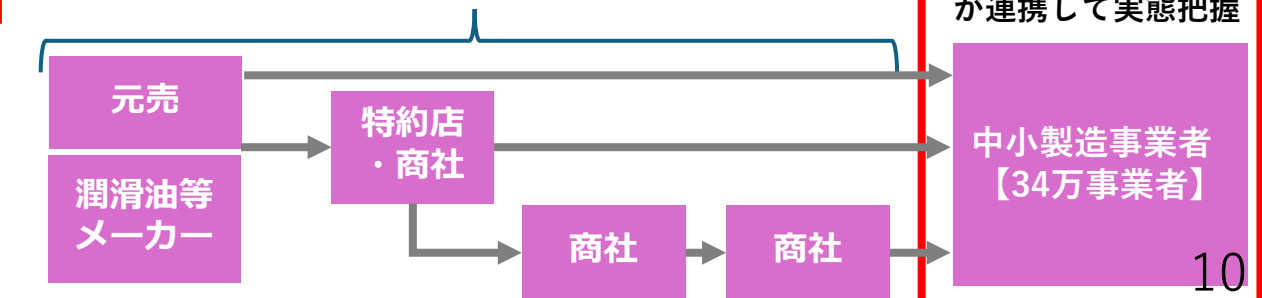 が連携して実態把握
元売
潤滑油等
メーカー
特約店
・商社
商社
商社
中小製造事業者
【34万事業者】
10